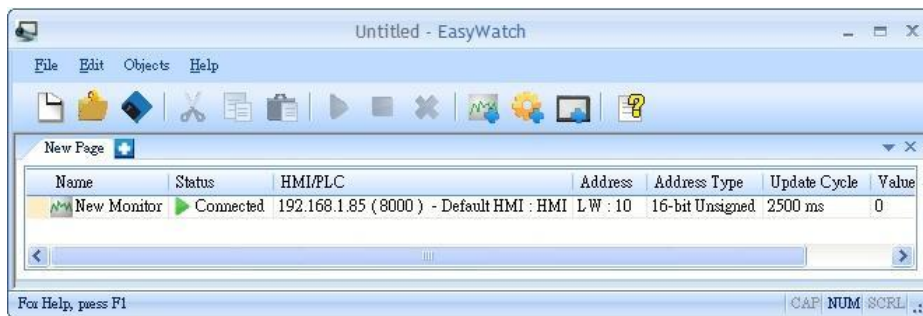 Untitled - EasyWatch
File Edit Objects Help
New Page
Name Status HMI/PLC Address Address Type Update Cycle Value
New Monitor Connected 192.168.1.85 ( 8000 ) - Default HMI : HMI LW : 10 16-bit Unsigned 2500 ms 0
For Help, press F1 CAP NUM SCRL